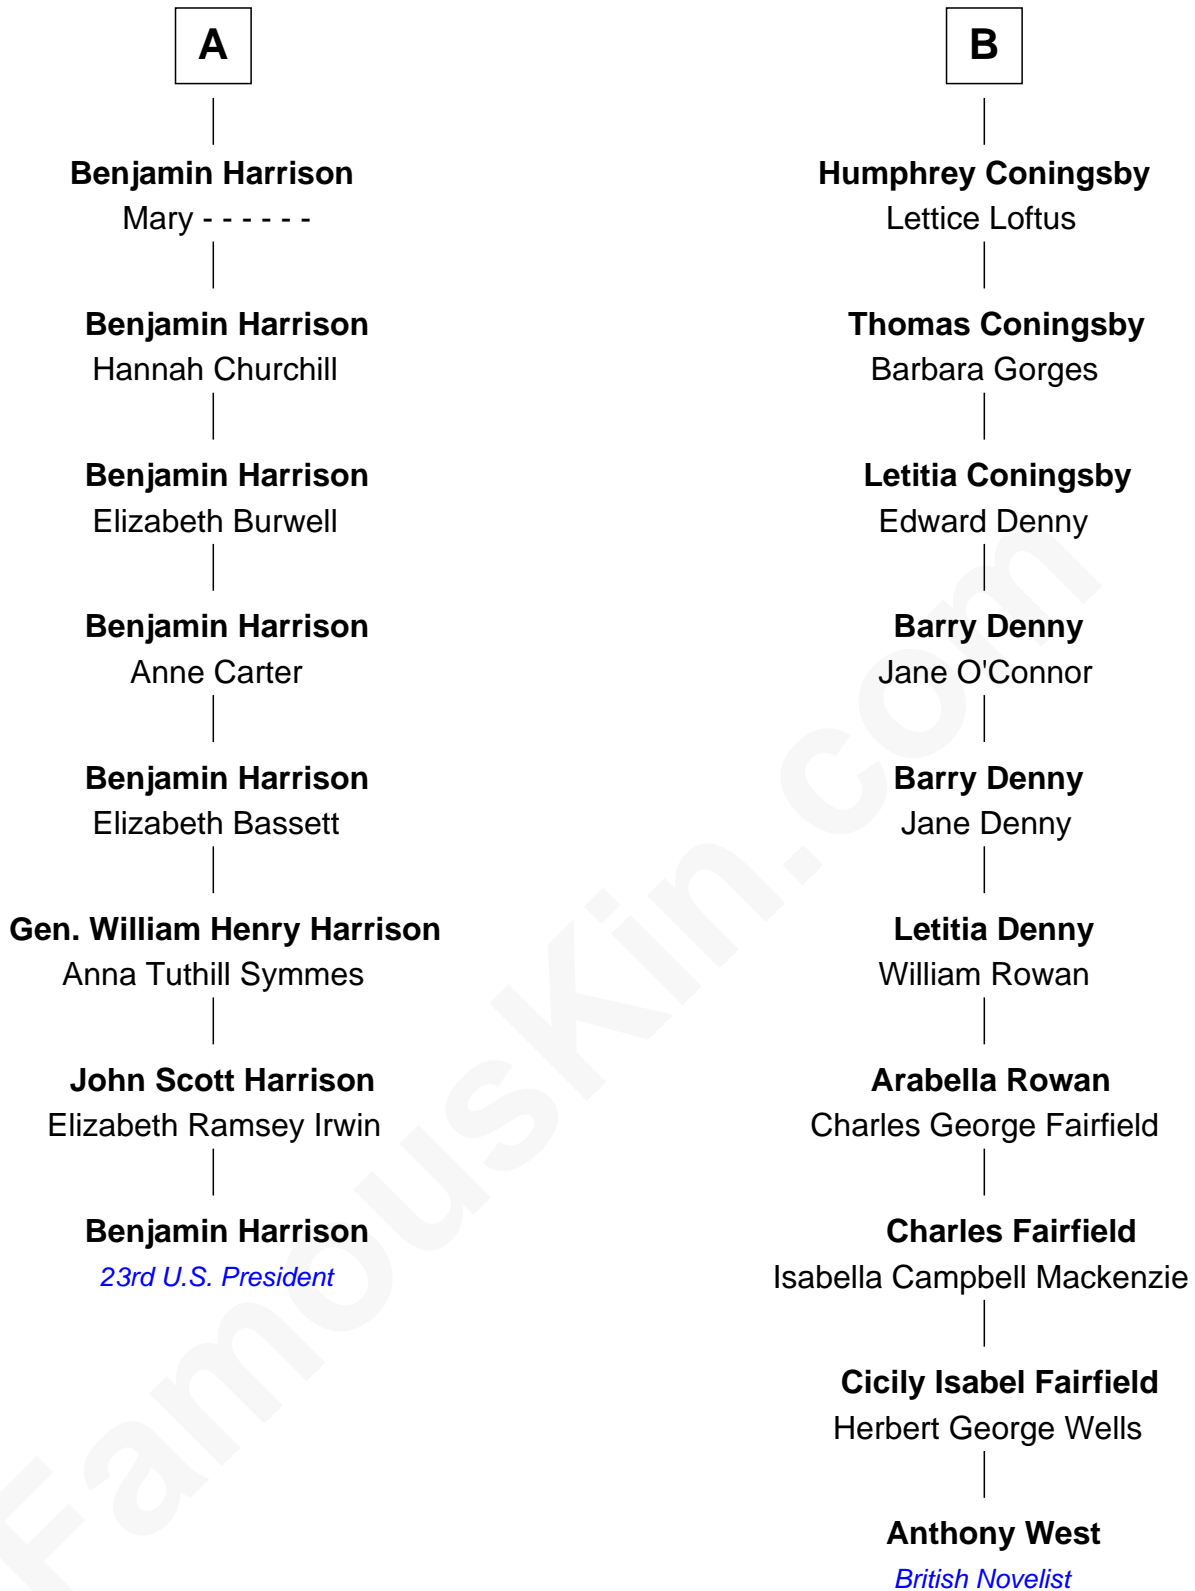 A
Benjamin Harrison
Mary - - - - - -
Benjamin Harrison
Hannah Churchill
Benjamin Harrison
Elizabeth Burwell
Benjamin Harrison
Anne Carter
Benjamin Harrison
Elizabeth Bassett
Gen. William Henry Harrison
Anna Tuthill Symmes
John Scott Harrison
Elizabeth Ramsey Irwin
Benjamin Harrison
23rd U.S. President
B
Humphrey Coningsby
Lettice Loftus
Thomas Coningsby
Barbara Gorges
Letitia Coningsby
Edward Denny
Barry Denny
Jane O'Connor
Barry Denny
Jane Denny
Letitia Denny
William Rowan
Arabella Rowan
Charles George Fairfield
Charles Fairfield
Isabella Campbell Mackenzie
Cicily Isabel Fairfield
Herbert George Wells
Anthony West
British Novelist
FamousKin.com